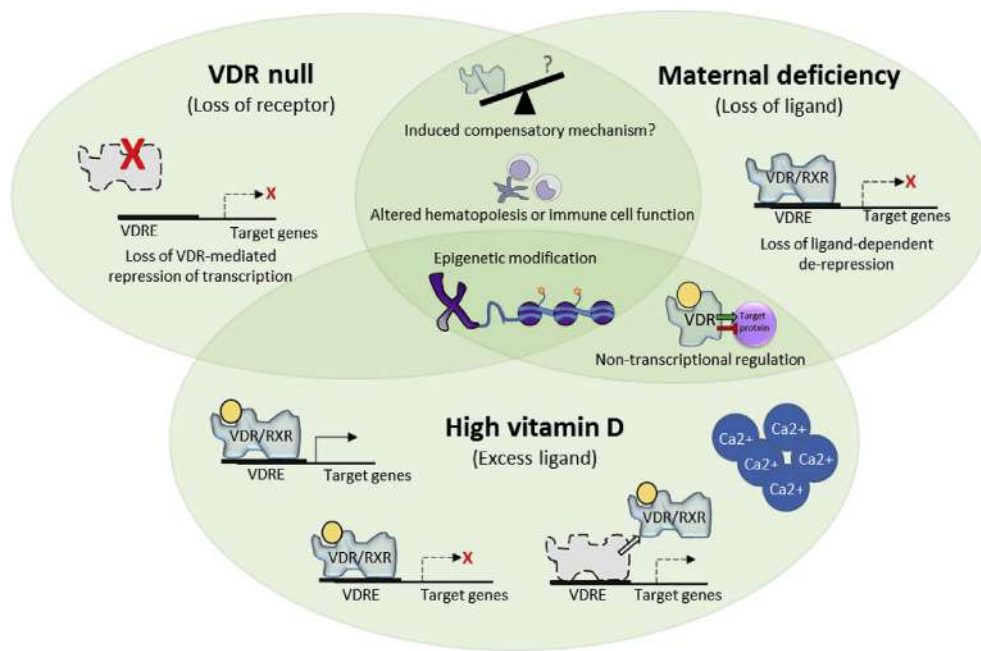 VDR null
(Loss of receptor)
X
X
VDRE
Target genes
Loss of VDR-mediated
repression of transcription
?
Induced compensatory mechanism?
Altered hematopoiesis or immune cell function
Epigenetic modification
Maternal deficiency
(Loss of ligand)
VDR/RXR
X
VDRE
Target genes
Loss of ligand-dependent
de-repression
VDR
Target
protein
Non-transcriptional regulation
High vitamin D
(Excess ligand)
VDR/RXR
VDRE
Target genes
Ca2+
Ca2+
Ca2+
Ca2+
Ca2+
Ca2+
VDR/RXR
X
VDRE
Target genes
VDR/RXR
VDRE
Target genes